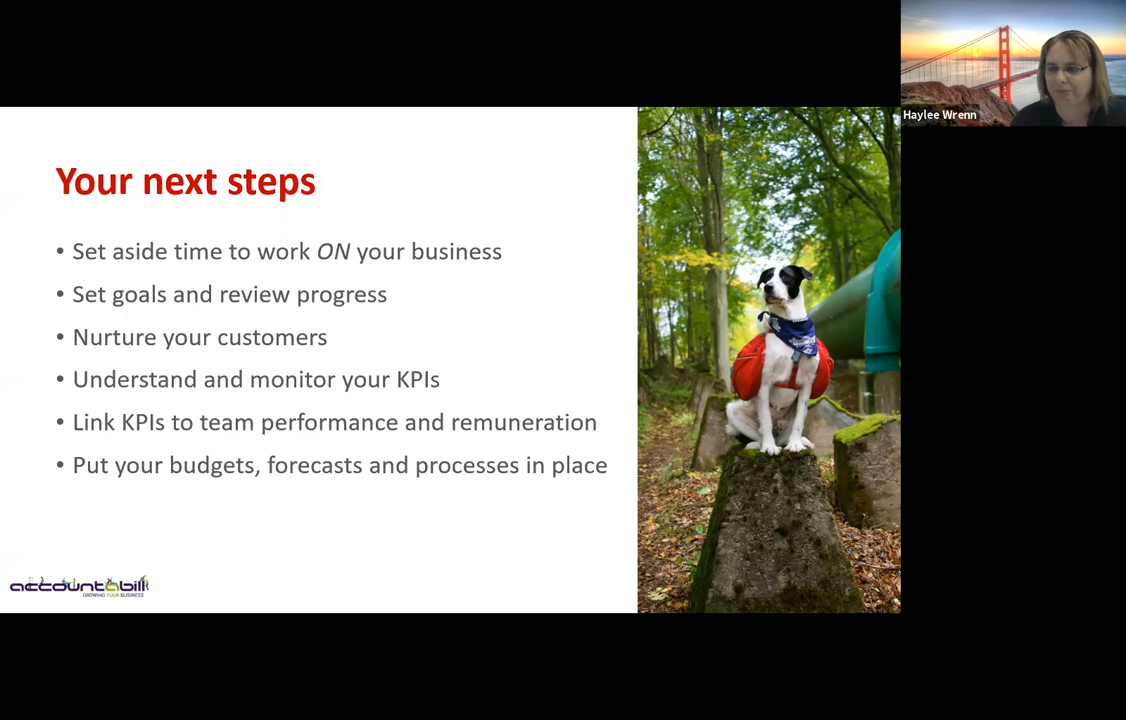 Haylee Wrenn
Your next steps
• Set aside time to work ON your business
• Set goals and review progress
• Nurture your customers
• Understand and monitor your KPIs
• Link KPIs to team performance and remuneration
• Put your budgets, forecasts and processes in place
accountabill
GROWING YOUR BUSINESS